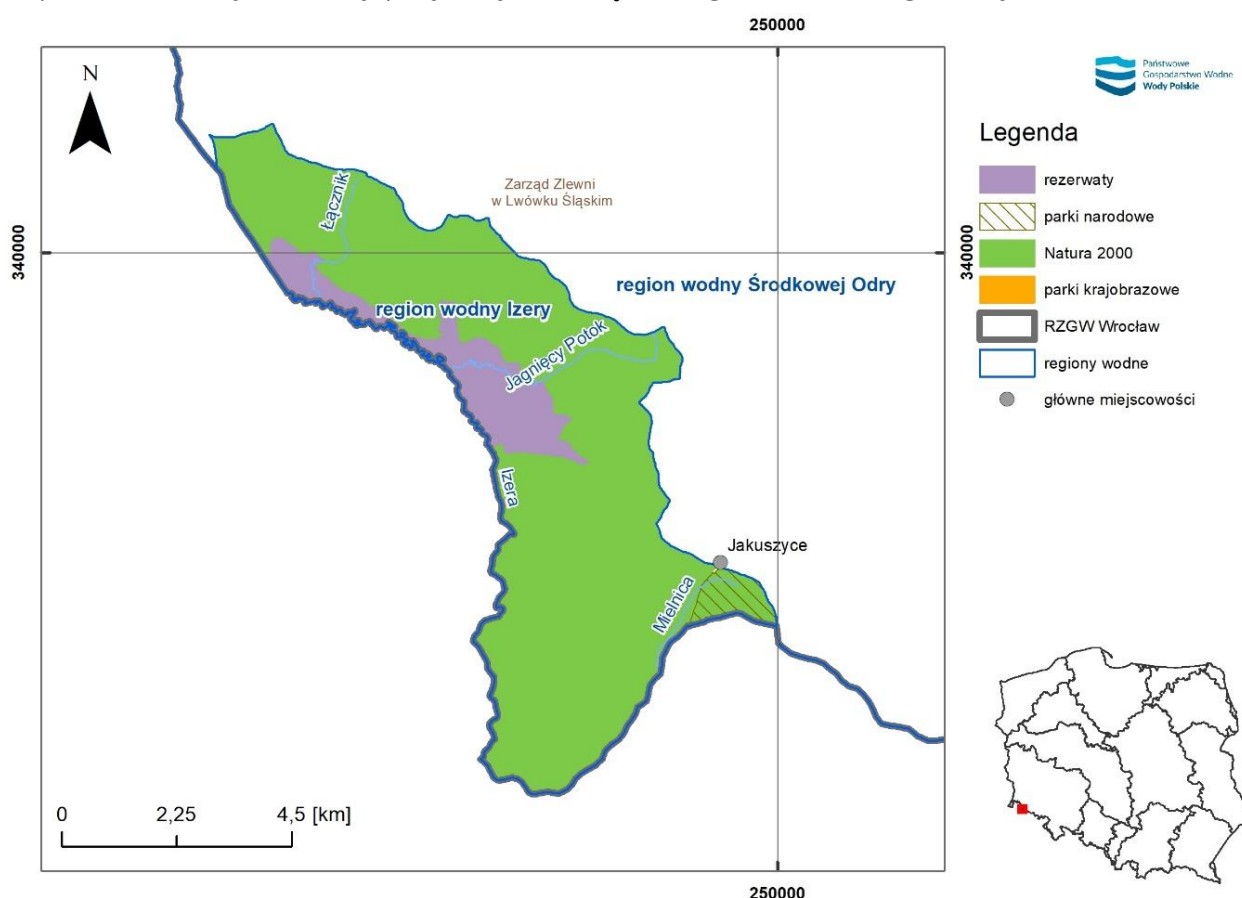 250000
N
Zarząd Zlewni
w Lwówku Śląskim
Łącznik
340000
340000
region wodny Środkowej Odry
region wodny Izery
Jagnięcy Potok
Izera
Jakuszyce
Mielnica
0 2,25 4,5 [km]
250000
Państwowe
Gospodarstwo Wodne
Wody Polskie
Legenda
rezerwaty
parki narodowe
Natura 2000
parki krajobrazowe
RZGW Wrocław
regiony wodne
główne miejscowości